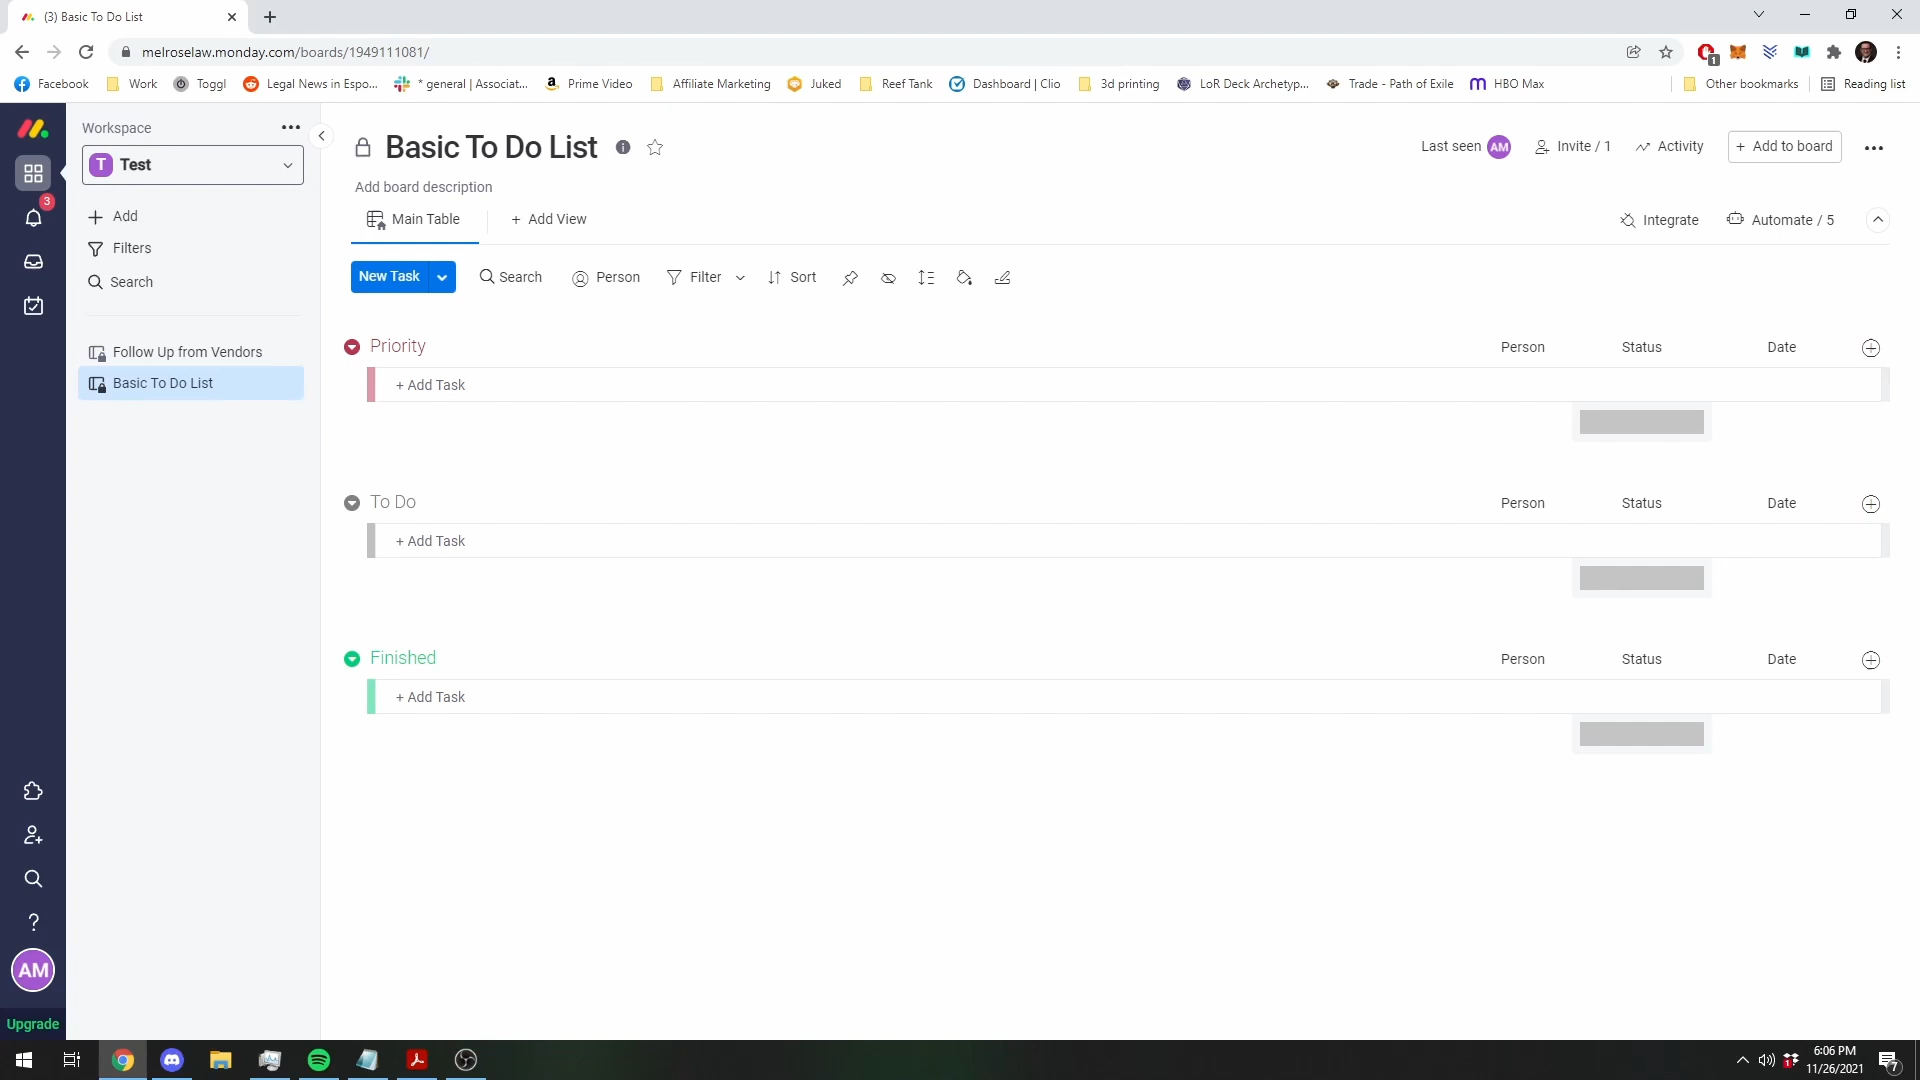 (3) Basic To Do List
melroselaw.monday.com/boards/1949111081/
1
Facebook Work Toggl Legal News in Espo... * general | Associat... Prime Video Affiliate Marketing Juked Reef Tank Dashboard | Clio 3d printing LoR Deck Archetyp... Trade - Path of Exile HBO Max Other bookmarks Reading list
Workspace
T Test
3
Add
Filters
Search
Follow Up from Vendors
Basic To Do List
Basic To Do List
Last seen AM Invite / 1 Activity + Add to board
Add board description
Main Table + Add View Integrate Automate / 5
New Task Search Person Filter Sort
Priority Person Status Date
+ Add Task
To Do Person Status Date
+ Add Task
Finished Person Status Date
+ Add Task
?
AM
Upgrade
6:06 PM
11/26/2021
1
7